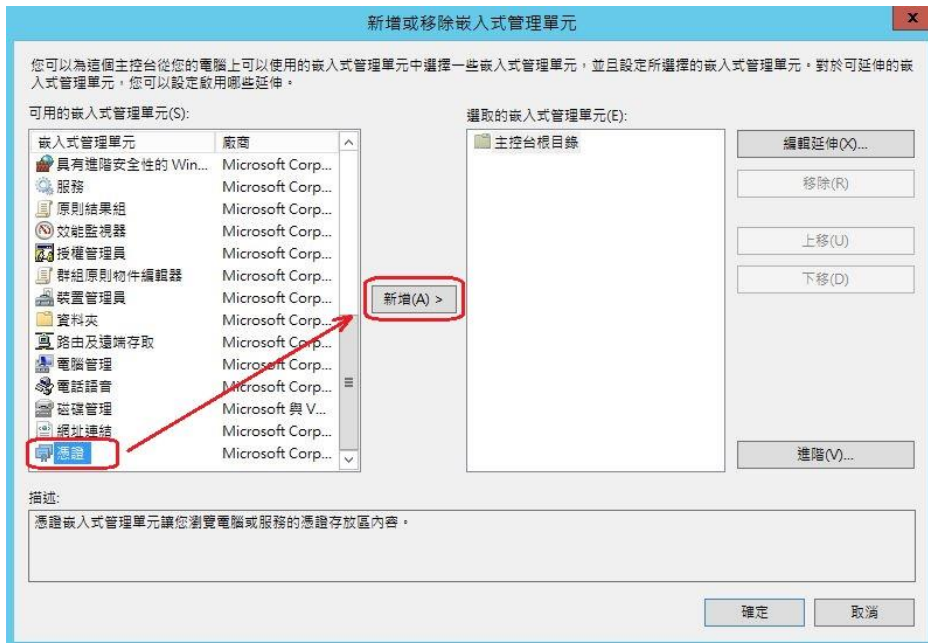 新增或移除嵌入式管理單元
x
您可以為這個主控台從您的電腦上可以使用的嵌入式管理單元中選擇一些嵌入式管理單元，並且設定所選擇的嵌入式管理單元。對於可延伸的嵌
入式管理單元，您可以設定啟用哪些延伸。
可用的嵌入式管理單元(S):
嵌入式管理單元 廠商
具有進階安全性的 Win... Microsoft Corp...
服務 Microsoft Corp...
原則結果組 Microsoft Corp...
效能監視器 Microsoft Corp...
授權管理員 Microsoft Corp...
群組原則物件編輯器 Microsoft Corp...
裝置管理員 Microsoft Corp...
資料夾 Microsoft Corp...
路由及遠端存取 Microsoft Corp...
電腦管理 Microsoft Corp...
電話語音 Microsoft Corp...
磁碟管理 Microsoft 與 V...
網址連結 Microsoft Corp...
憑證 Microsoft Corp...
新增(A) >
選取的嵌入式管理單元(E):
主控台根目錄
編輯延伸(X)...
移除(R)
上移(U)
下移(D)
進階(V)...
描述:
憑證嵌入式管理單元讓您瀏覽電腦或服務的憑證存放區內容。
確定
取消